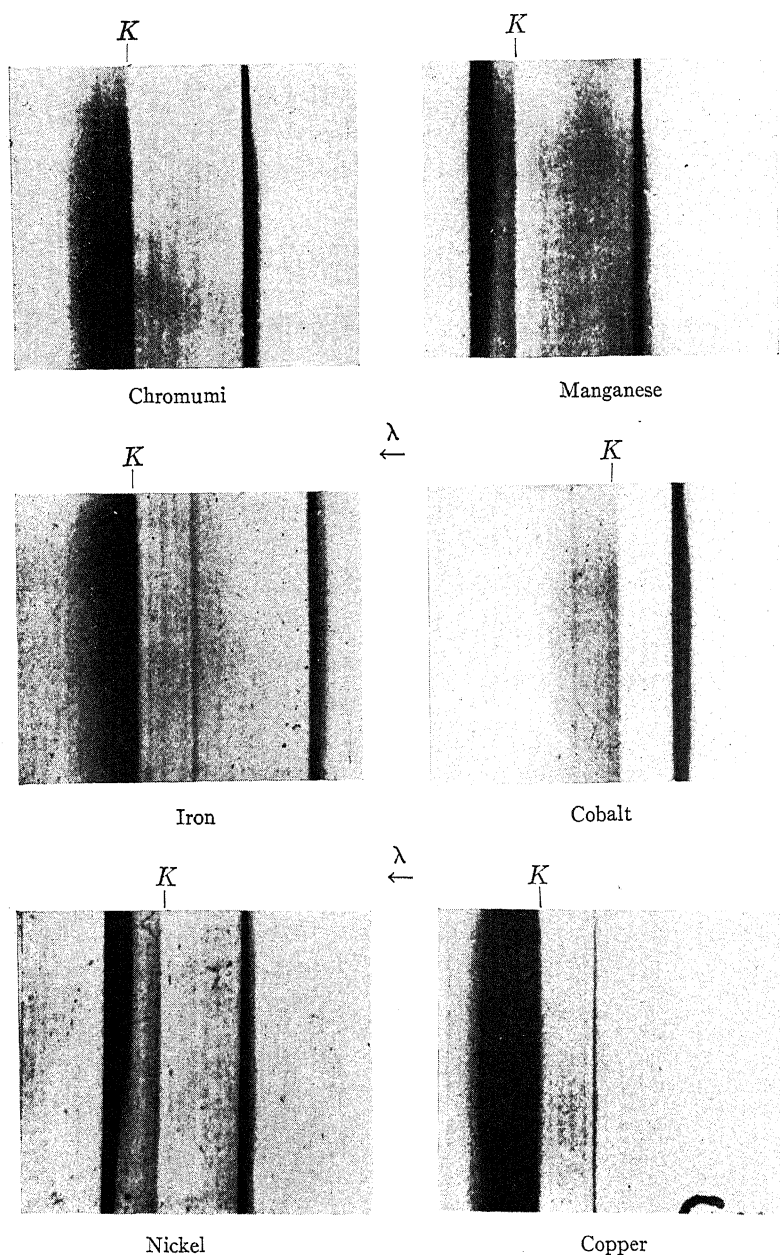 K K
Chromumi Manganese
λ
←
K K
Iron Cobalt
λ
←
K K
Nickel Copper